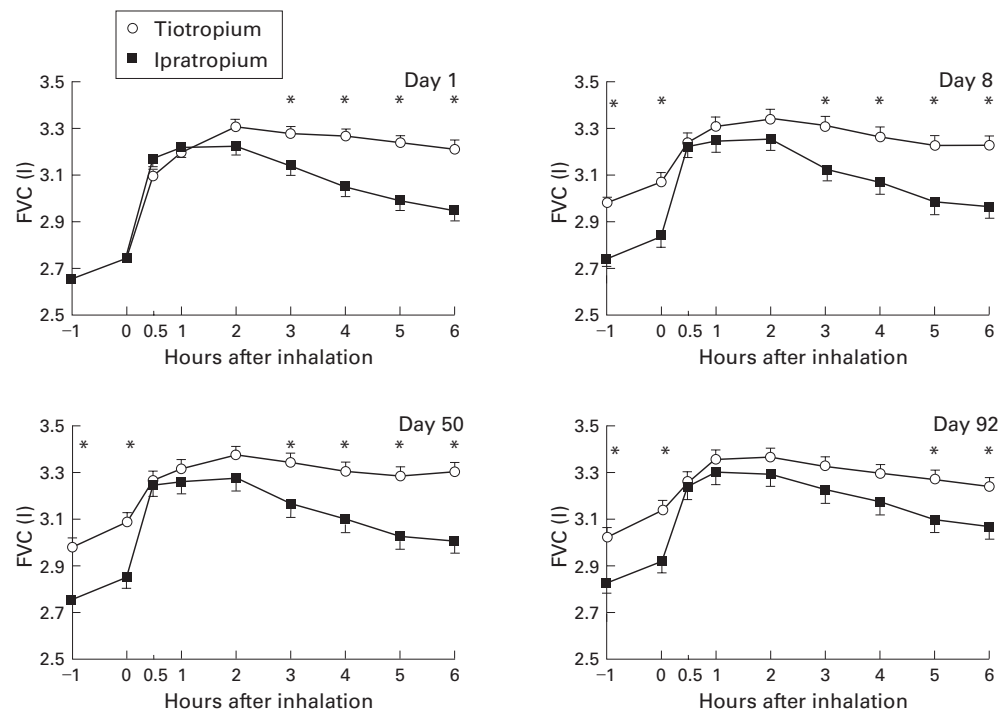 Tiotropium
Ipratropium
Day 1
3.5
3.3
3.1
2.9
2.7
2.5
FVC (l)
* * * *
−1 0 0.5 1 2 3 4 5 6
Hours after inhalation
Day 8
3.5
3.3
3.1
2.9
2.7
2.5
FVC (l)
* * * * * *
−1 0 0.5 1 2 3 4 5 6
Hours after inhalation
Day 50
3.5
3.3
3.1
2.9
2.7
2.5
FVC (l)
* * * * * *
−1 0 0.5 1 2 3 4 5 6
Hours after inhalation
Day 92
3.5
3.3
3.1
2.9
2.7
2.5
FVC (l)
* * * *
−1 0 0.5 1 2 3 4 5 6
Hours after inhalation